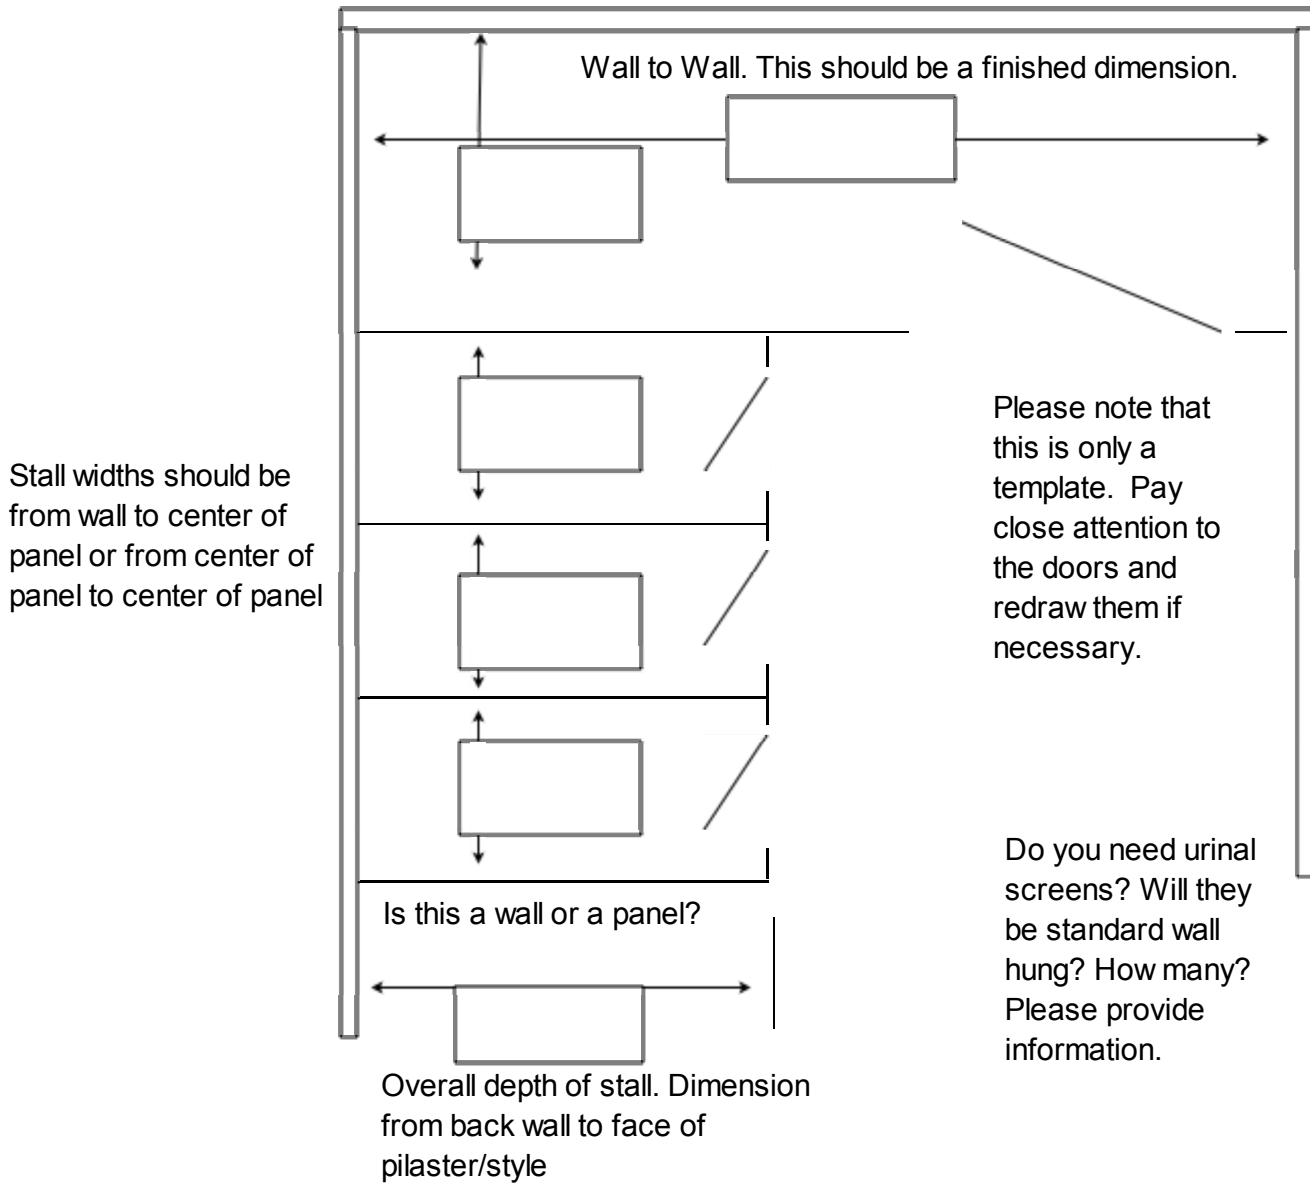 Wall to Wall. This should be a finished dimension.
Stall widths should be
from wall to center of
panel or from center of
panel to center of panel
Please note that
this is only a
template.  Pay
close attention to
the doors and
redraw them if
necessary.
Do you need urinal
screens? Will they
be standard wall
hung? How many?
Please provide
information.
Is this a wall or a panel?
Overall depth of stall. Dimension
from back wall to face of
pilaster/style